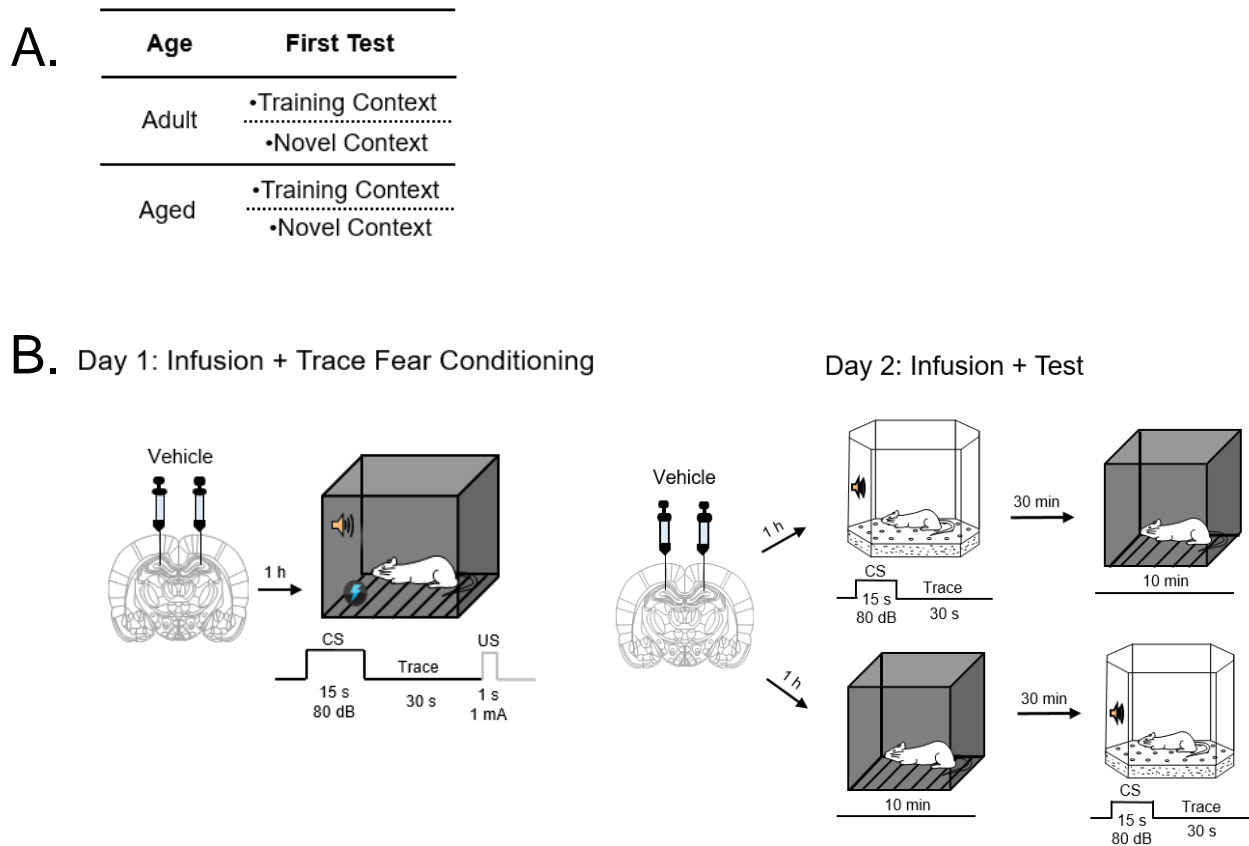 A.
Age First Test
Adult
•Training Context
•Novel Context
Aged
•Training Context
•Novel Context
B.
Day 1: Infusion + Trace Fear Conditioning
Vehicle
1 h
CS
Trace
US
15 s
80 dB
30 s
1 s
1 mA
Day 2: Infusion + Test
Vehicle
1 h
CS
Trace
15 s
80 dB
30 s
30 min
10 min
1 h
10 min
30 min
CS
Trace
15 s
80 dB
30 s